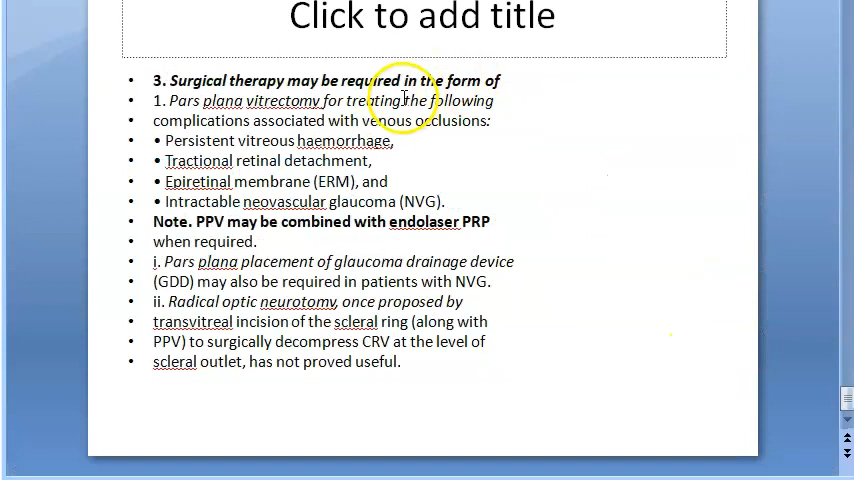 Click to add title
• 3. Surgical therapy may be required in the form of
• 1. Pars plana vitrectomy for treating the following
• complications associated with venous occlusions:
• • Persistent vitreous haemorrhage,
• • Tractional retinal detachment,
• • Epiretinal membrane (ERM), and
• • Intractable neovascular glaucoma (NVG).
• Note. PPV may be combined with endolaser PRP
• when required.
• i. Pars plana placement of glaucoma drainage device
• (GDD) may also be required in patients with NVG.
• ii. Radical optic neurotomy, once proposed by
• transvitreal incision of the scleral ring (along with
• PPV) to surgically decompress CRV at the level of
• scleral outlet, has not proved useful.